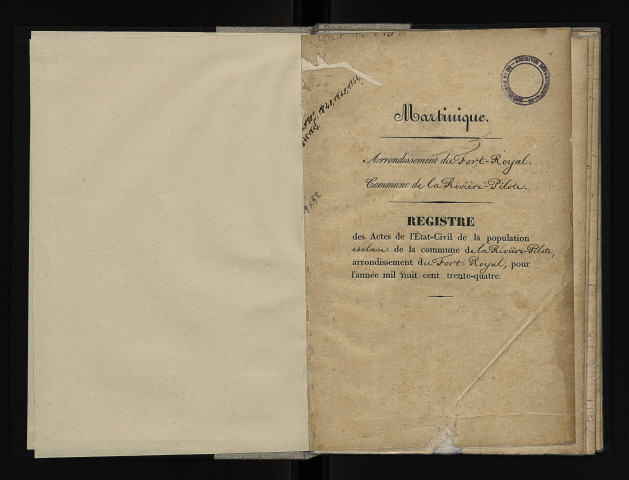 Martinique.
Arrondissement du Fort-Royal.
Commune de la Rivière-Pilote.
REGISTRE
des Actes de l'État-Civil de la population
esclave de la commune de la Rivière Pilote,
arrondissement du Fort Royal, pour
l'année mil huit cent trente-quatre.